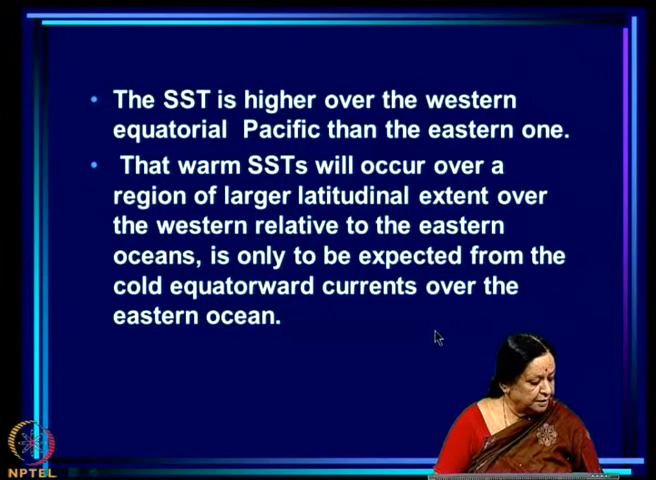 • The SST is higher over the western
equatorial Pacific than the eastern one.
• That warm SSTs will occur over a
region of larger latitudinal extent over
the western relative to the eastern
oceans, is only to be expected from the
cold equatorward currents over the
eastern ocean.
NPTEL